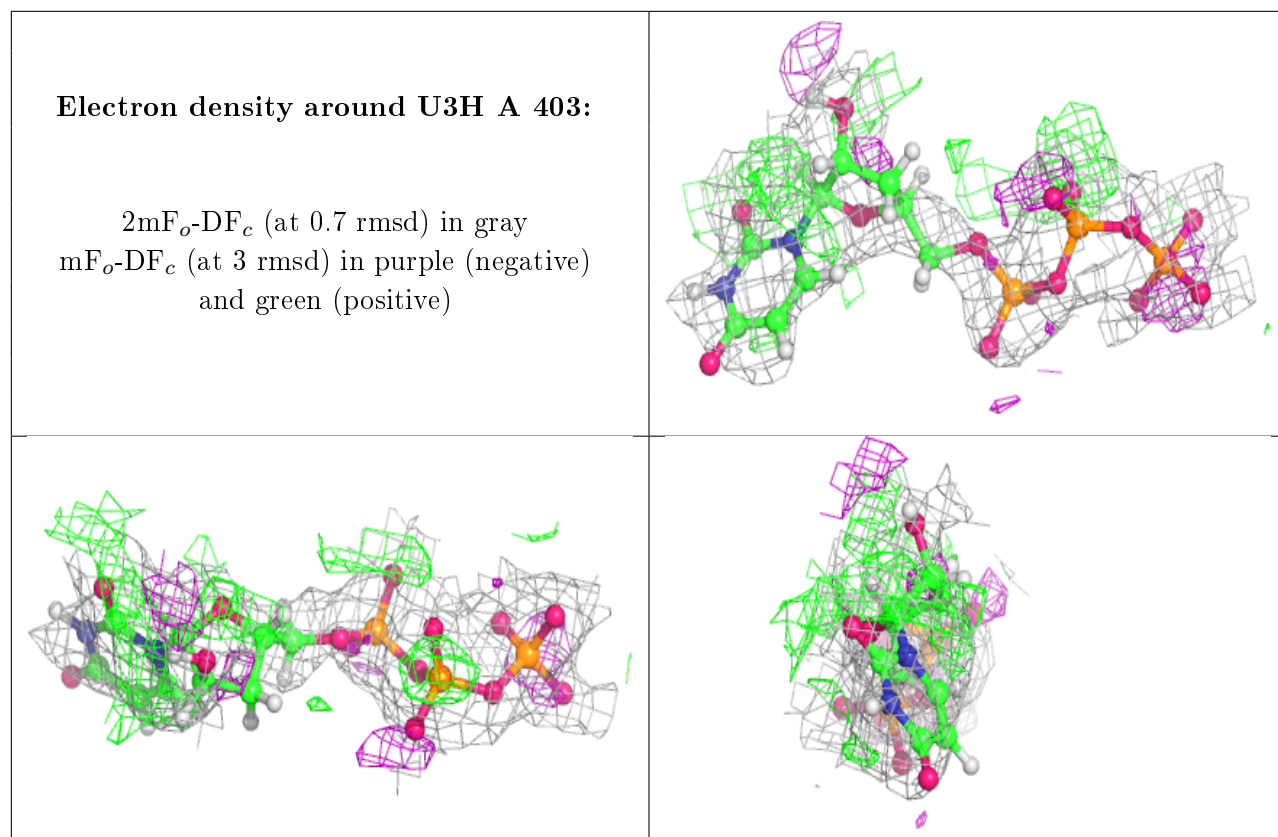 Electron density around U3H A 403:
2mFo-DFc (at 0.7 rmsd) in gray
mFo-DFc (at 3 rmsd) in purple (negative)
and green (positive)